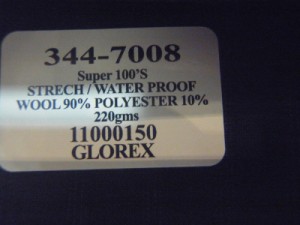 344-7008
Super 100'S
STRECH / WATER PROOF
WOOL 90% POLYESTER 10%
220gms
11000150
GLOREX